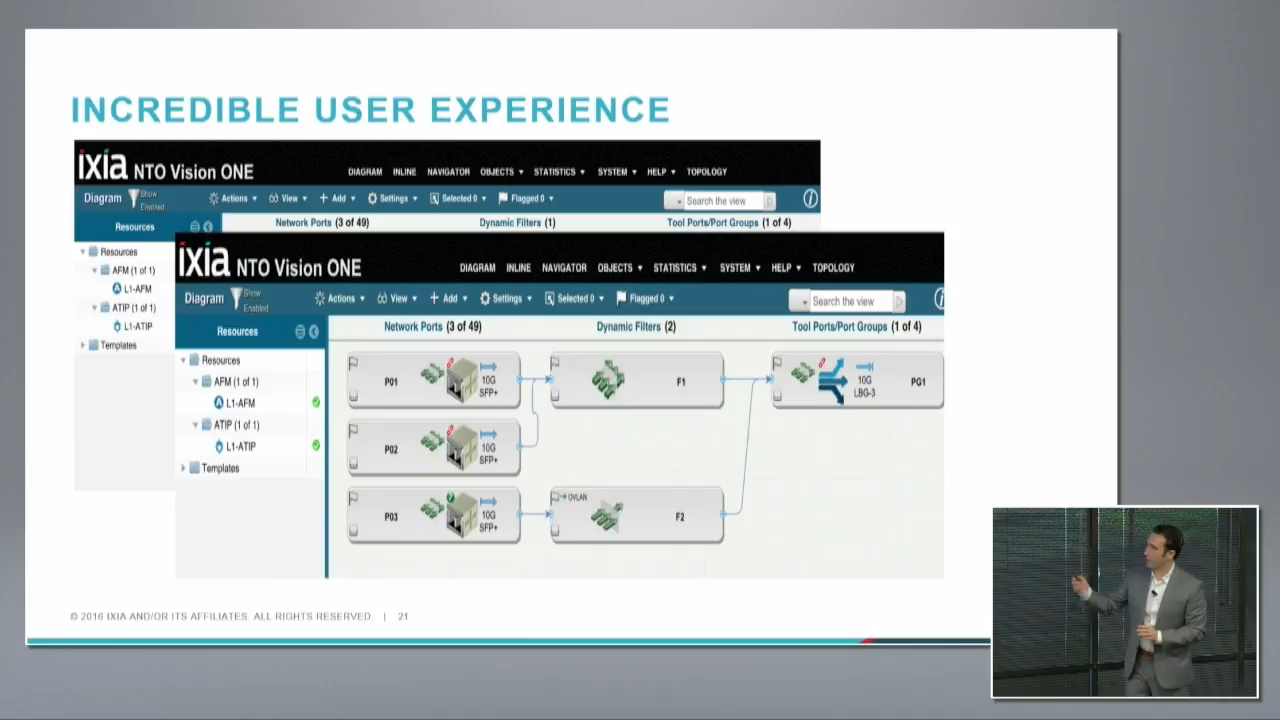 INCREDIBLE USER EXPERIENCE
ixia NTO Vision ONE
DIAGRAM INLINE NAVIGATOR OBJECTS STATISTICS SYSTEM HELP TOPOLOGY
Diagram Show Enabled Actions View Add Settings Selected 0 Flagged 0 Search the view
Resources Network Ports (3 of 49) Dynamic Filters (1) Tool Ports/Port Groups (1 of 4)
Resources
AFM (1 of 1)
L1-AFM
ATIP (1 of 1)
L1-ATIP
Templates
ixia NTO Vision ONE
DIAGRAM INLINE NAVIGATOR OBJECTS STATISTICS SYSTEM HELP TOPOLOGY
Diagram Show Enabled Actions View Add Settings Selected 0 Flagged 0 Search the view
Resources Network Ports (3 of 49) Dynamic Filters (2) Tool Ports/Port Groups (1 of 4)
Resources
AFM (1 of 1)
L1-AFM
ATIP (1 of 1)
L1-ATIP
Templates
P01 10G SFP+ F1 10G LBG-3 PG1
P02 10G SFP+
P03 10G SFP+ OVLAN F2
© 2016 IXIA AND/OR ITS AFFILIATES. ALL RIGHTS RESERVED. | 21